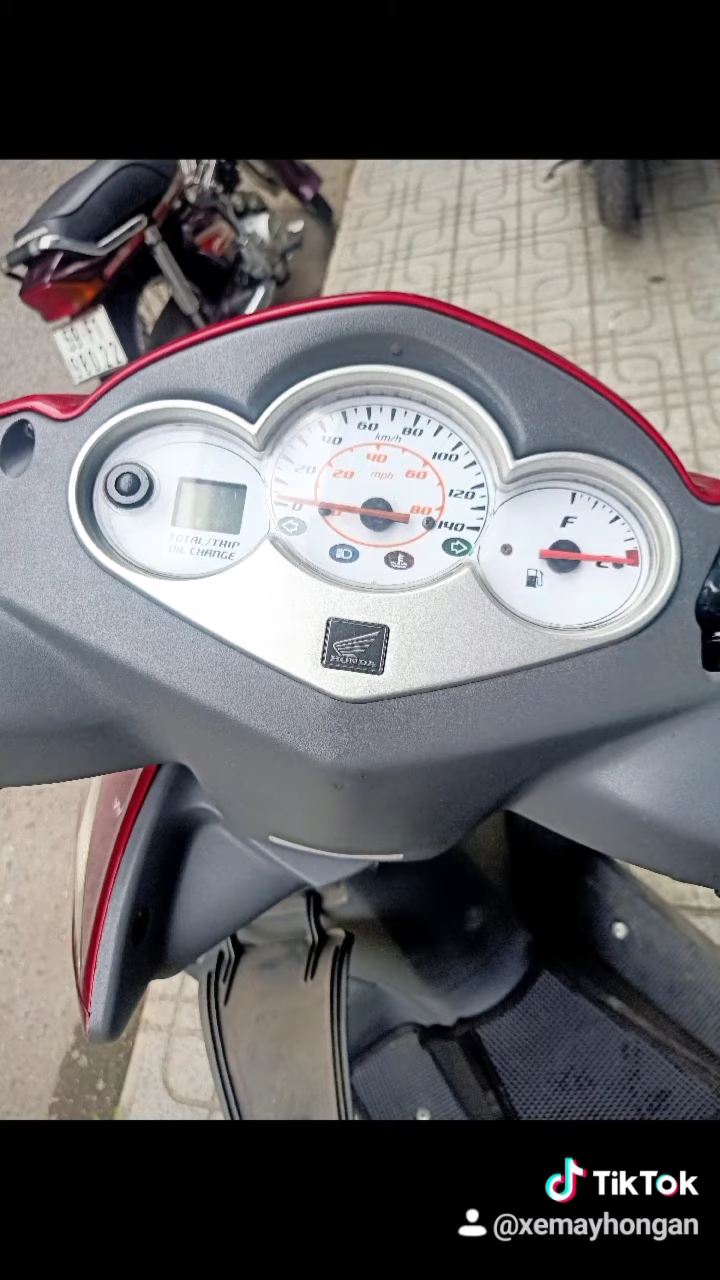 60
80
km/h
40
100
40
20
20
mph
60
120
0
80
140
F
TOTAL/TRIP
OIL CHANGE
HONDA
TikTok
@xemayhongan